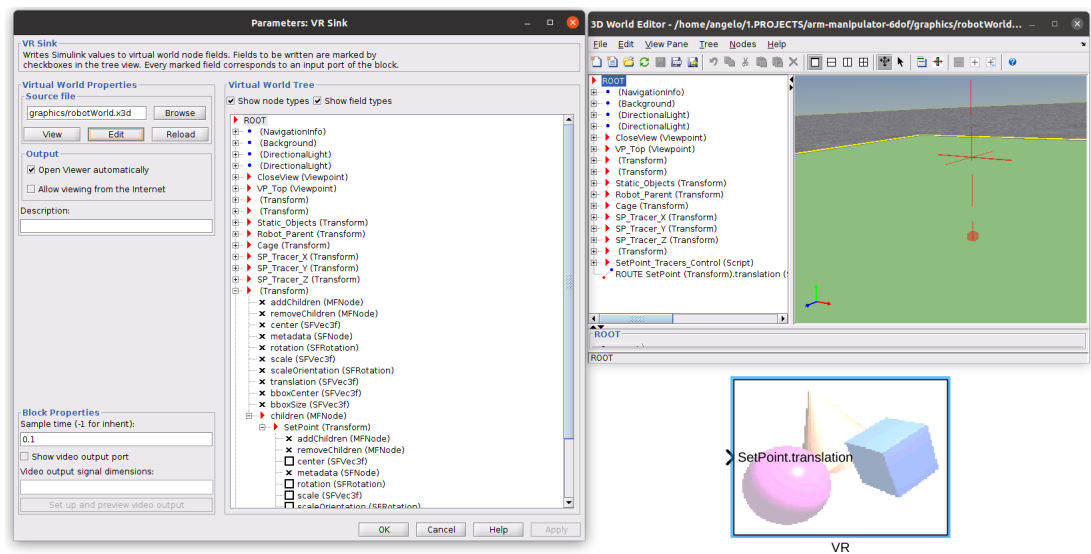 Parameters: VR Sink
VR Sink
Writes Simulink values to virtual world node fields. Fields to be written are marked by
checkboxes in the tree view. Every marked field corresponds to an input port of the block.
Virtual World Properties
Source file
graphics/robotWorld.x3d
Browse
View
Edit
Reload
Output
Open Viewer automatically
Allow viewing from the Internet
Description:
Block Properties
Sample time (-1 for inherit):
0.1
Show video output port
Video output signal dimensions:
Set up and preview video output
Virtual World Tree
Show node types
Show field types
ROOT
(NavigationInfo)
(Background)
(DirectionalLight)
(DirectionalLight)
CloseView (Viewpoint)
VP_Top (Viewpoint)
(Transform)
(Transform)
Static_Objects (Transform)
Robot_Parent (Transform)
Cage (Transform)
SP_Tracer_X (Transform)
SP_Tracer_Y (Transform)
SP_Tracer_Z (Transform)
(Transform)
addChildren (MFNode)
removeChildren (MFNode)
center (SFVec3f)
metadata (SFNode)
rotation (SFRotation)
scale (SFVec3f)
scaleOrientation (SFRotation)
translation (SFVec3f)
bboxCenter (SFVec3f)
bboxSize (SFVec3f)
children (MFNode)
SetPoint (Transform)
addChildren (MFNode)
removeChildren (MFNode)
center (SFVec3f)
metadata (SFNode)
rotation (SFRotation)
scale (SFVec3f)
scaleOrientation (SFRotation)
OK
Cancel
Help
Apply
3D World Editor - /home/angelo/1.PROJECTS/arm-manipulator-6dof/graphics/robotWorld...
File Edit View Pane Tree Nodes Help
ROOT
(NavigationInfo)
(Background)
(DirectionalLight)
(DirectionalLight)
CloseView (Viewpoint)
VP_Top (Viewpoint)
(Transform)
(Transform)
Static_Objects (Transform)
Robot_Parent (Transform)
Cage (Transform)
SP_Tracer_X (Transform)
SP_Tracer_Y (Transform)
SP_Tracer_Z (Transform)
(Transform)
SetPoint_Tracers_Control (Script)
ROUTE SetPoint (Transform).translation (
ROOT
ROOT
SetPoint.translation
VR